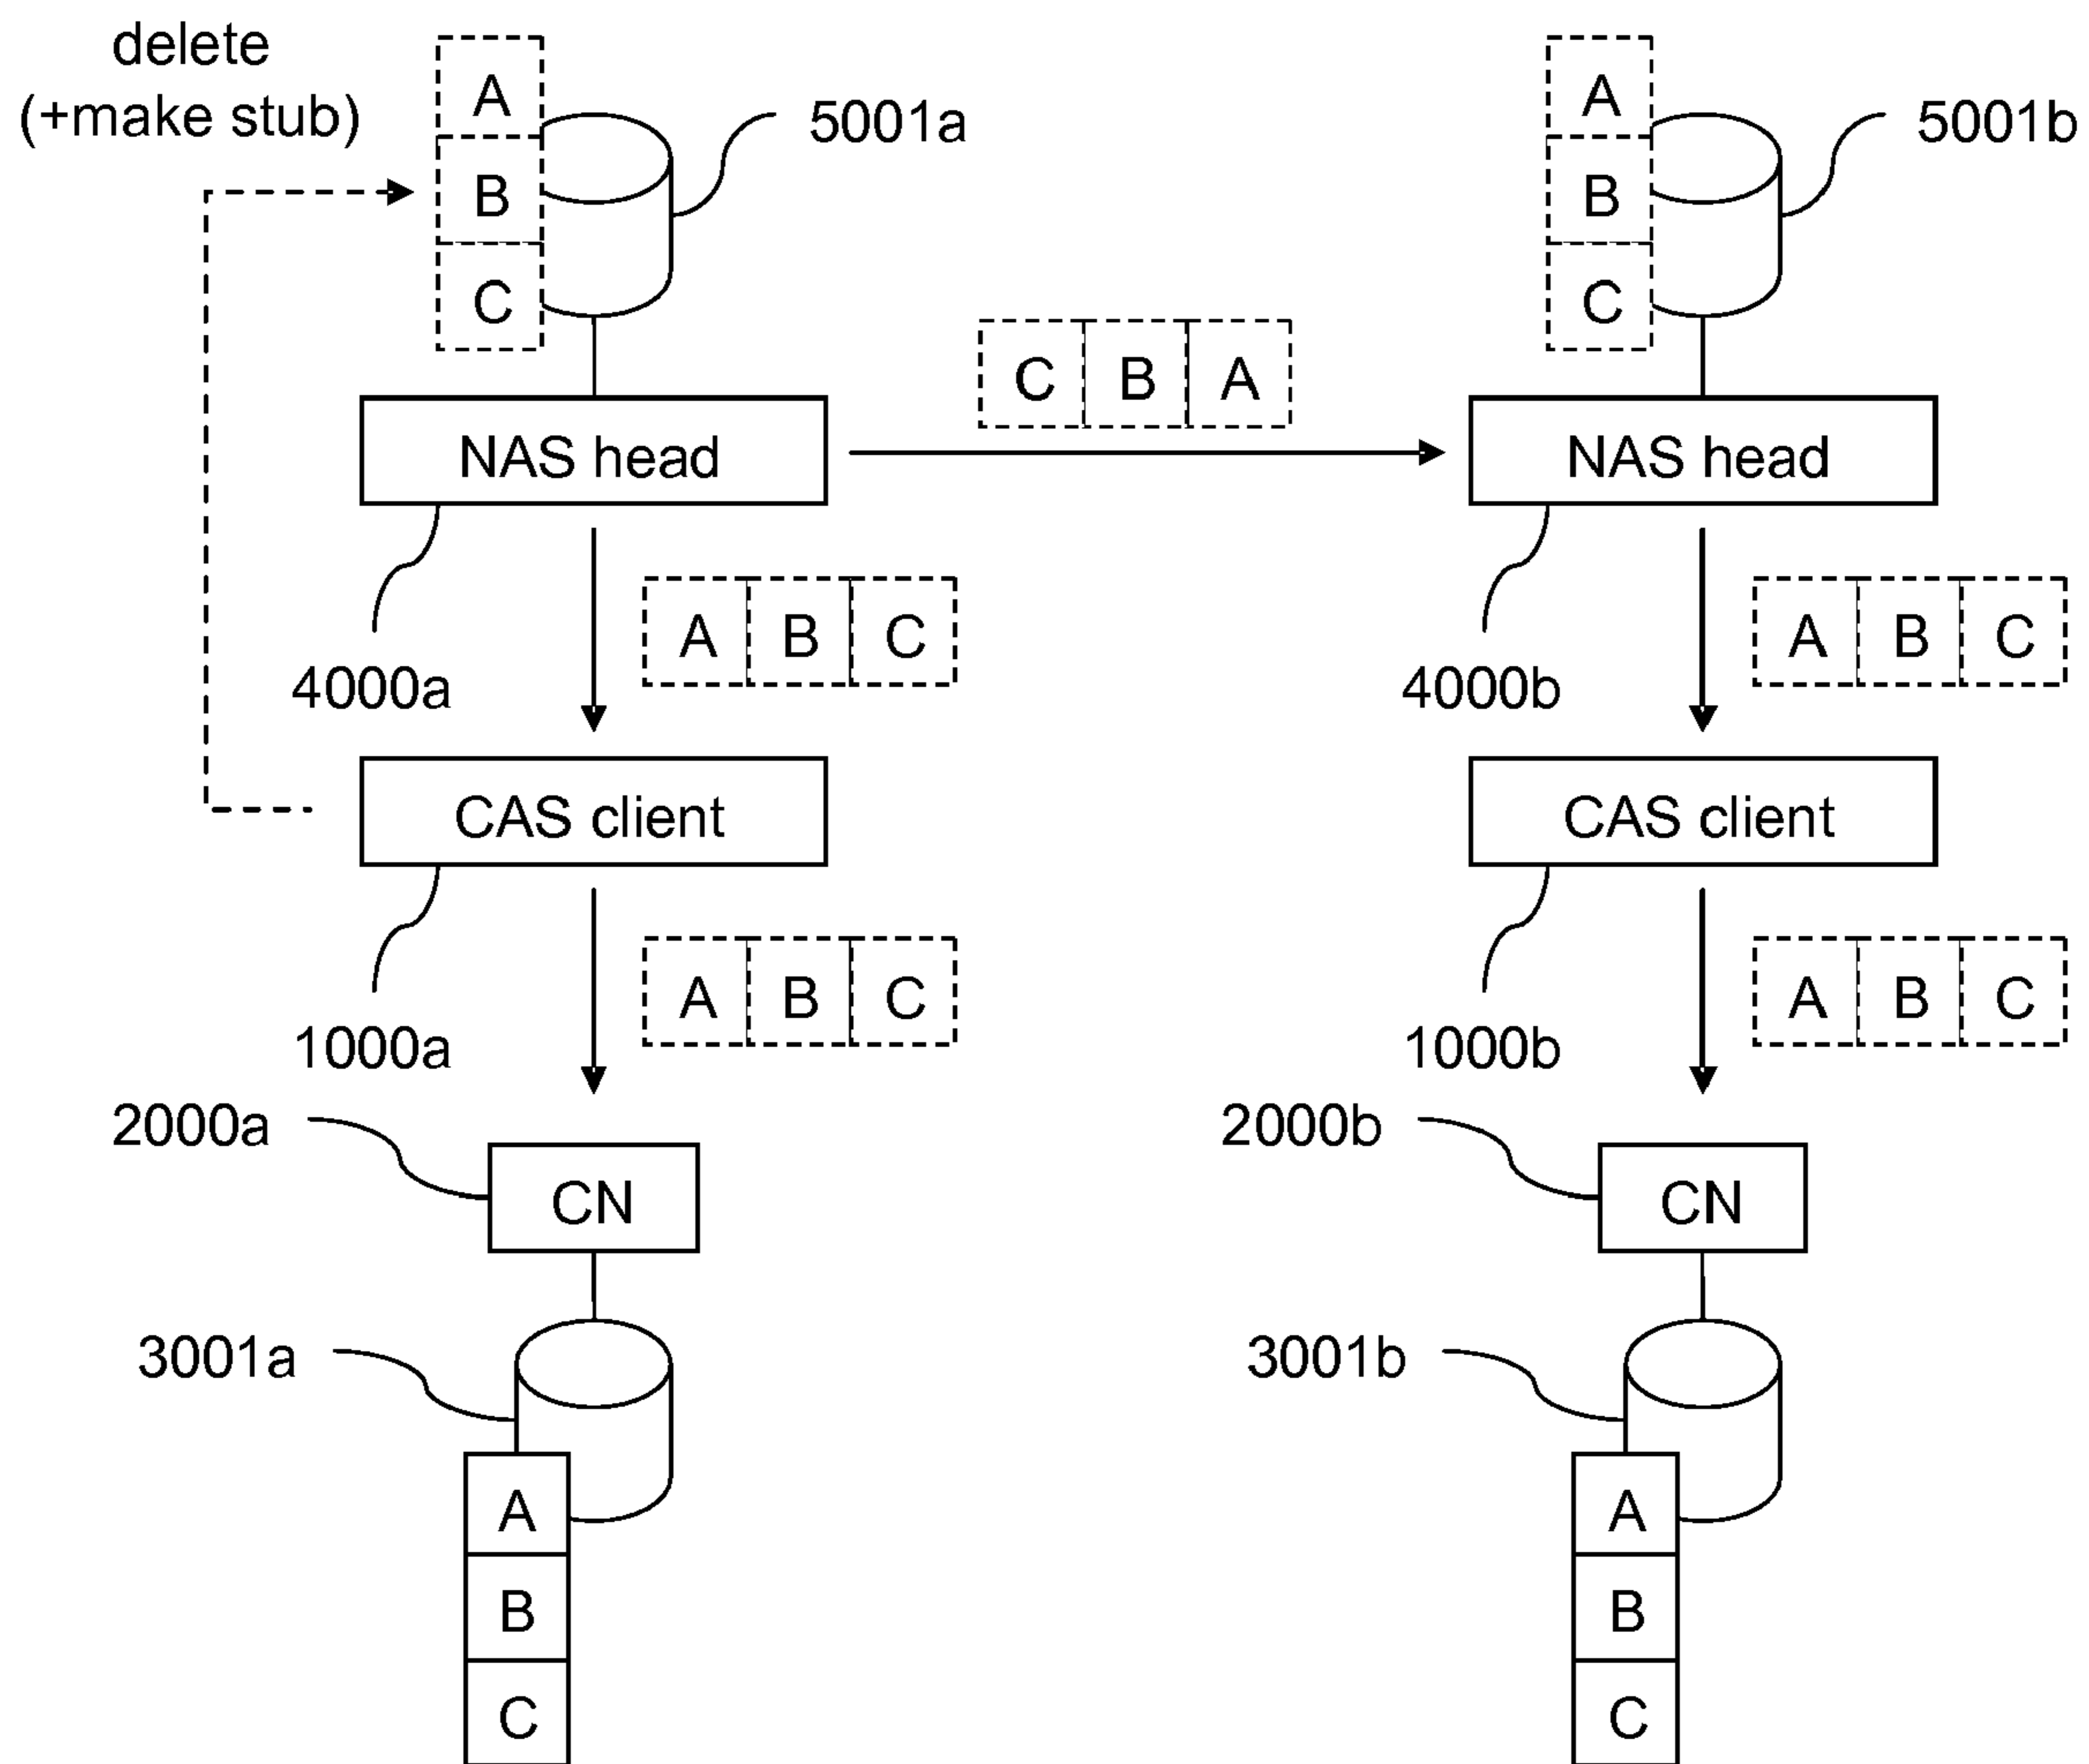 delete
(+make stub)
A
B
C
5001a
A
B
C
5001b
C B A
NAS head
NAS head
4000a
A B C
4000b
A B C
CAS client
CAS client
1000a
A B C
1000b
A B C
2000a
CN
2000b
CN
3001a
3001b
A
B
C
A
B
C